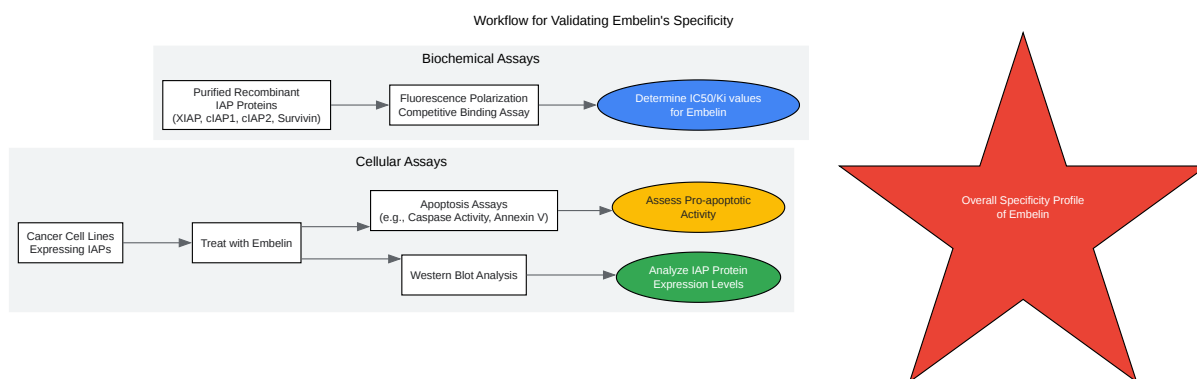 Workflow for Validating Embelin's Specificity
Biochemical Assays
Purified Recombinant
IAP Proteins
(XIAP, cIAP1, cIAP2, Survivin)
Fluorescence Polarization
Competitive Binding Assay
Determine IC50/Ki values
for Embelin
Cellular Assays
Cancer Cell Lines
Expressing IAPs
Treat with Embelin
Apoptosis Assays
(e.g., Caspase Activity, Annexin V)
Assess Pro-apoptotic
Activity
Western Blot Analysis
Analyze IAP Protein
Expression Levels
Overall Specificity Profile
of Embelin